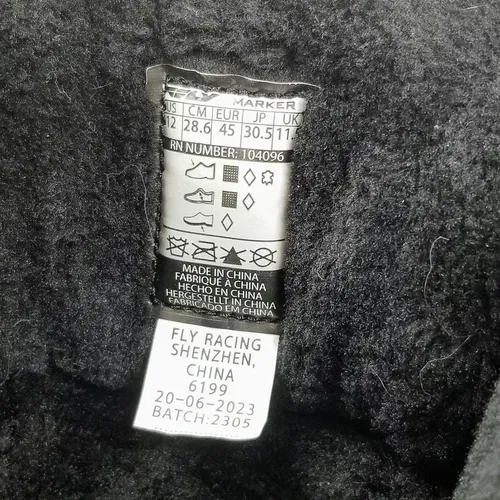 FLY MARKER
US CM EUR JP UK
12 28.6 45 30.5 11.
RN NUMBER: 104096
MADE IN CHINA
FABRIQUÉ A CHINA
HECHO EN CHINA
HERGESTELLT IN CHINA
FABRICADO EM CHINA
FLY RACING
SHENZHEN,
CHINA
6199
20-06-2023
BATCH:2305